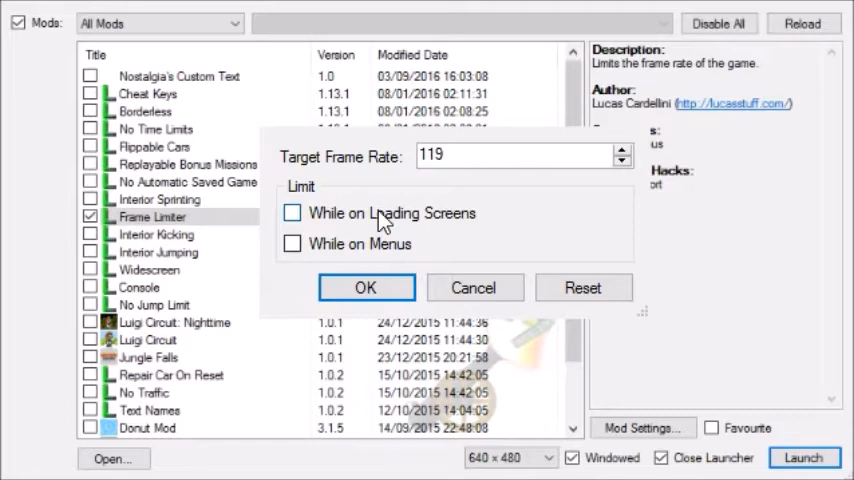 Mods:
All Mods
Disable All
Reload
Title Version Modified Date
Nostalgia's Custom Text 1.0 03/09/2016 16:03:08
Cheat Keys 1.13.1 08/01/2016 02:11:31
Borderless 1.13.1 08/01/2016 02:08:25
No Time Limits
Flippable Cars
Replayable Bonus Missions
No Automatic Saved Game
Interior Sprinting
Frame Limiter
Interior Kicking
Interior Jumping
Widescreen
Console
No Jump Limit
Luigi Circuit: Nighttime 1.0.1 24/12/2015 11:44:36
Luigi Circuit 1.0.1 24/12/2015 11:44:43
Jungle Falls 1.0.1 23/12/2015 20:21:58
Repair Car On Reset 1.0.2 15/10/2015 14:42:05
No Traffic 1.0.2 15/10/2015 14:42:05
Text Names 1.0.2 12/10/2015 14:04:05
Donut Mod 3.1.5 14/09/2015 22:48:08
Target Frame Rate: 119
Limit
While on Loading Screens
While on Menus
OK Cancel Reset
Description:
Limits the frame rate of the game.
Author:
Lucas Cardellini (http://lucasstuff.com/)
s:
us
Hacks:
ort
Mod Settings... Favourite
Open... 640 x 480 Windowed Close Launcher Launch